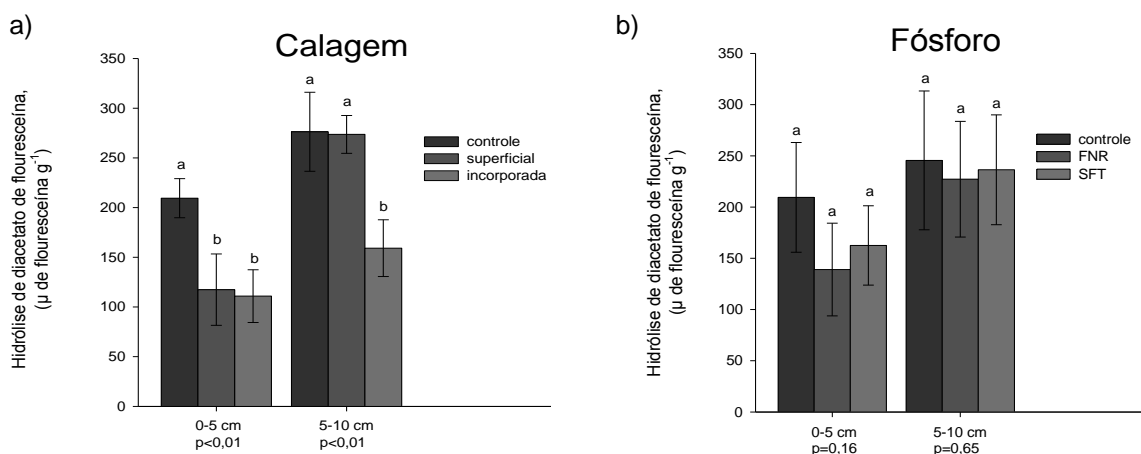 a)
Calagem
Hidrólise de diacetato de flouresceína,
(µ de flouresceína g-1)
350
300
250
200
150
100
50
0
a
b
b
a
a
b
controle
superficial
incorporada
0-5 cm
p<0,01
5-10 cm
p<0,01
b)
Fósforo
Hidrólise de diacetato de flouresceína,
(µ de flouresceína g-1)
350
300
250
200
150
100
50
0
a
a
a
a
a
a
controle
FNR
SFT
0-5 cm
p=0,16
5-10 cm
p=0,65